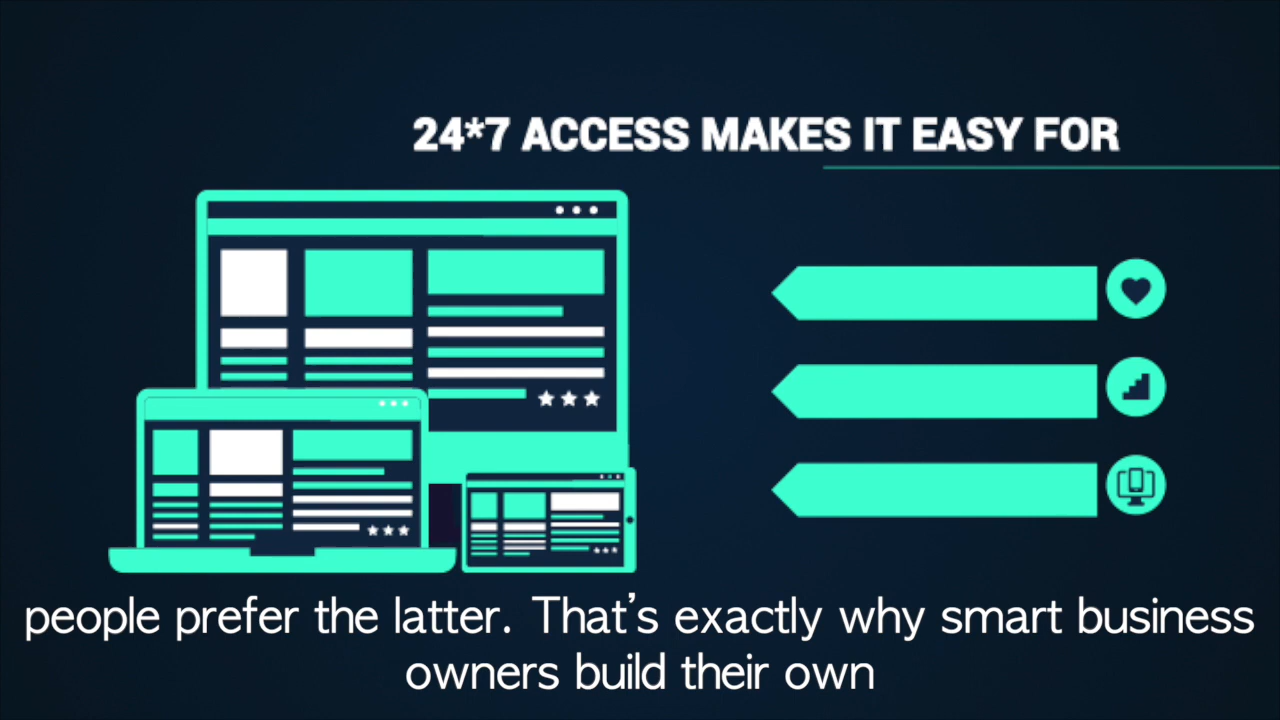 24*7 ACCESS MAKES IT EASY FOR
people prefer the latter. That’s exactly why smart business
owners build their own